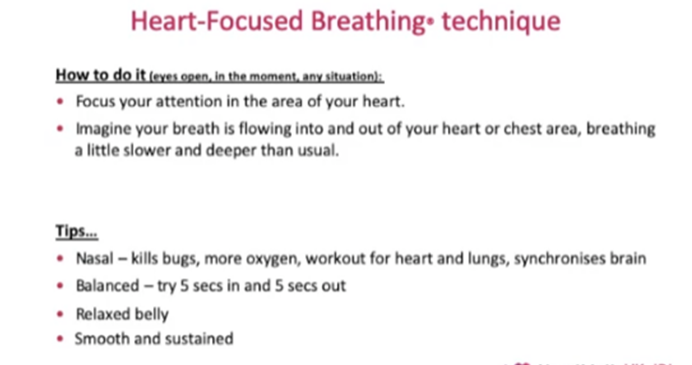 Heart-Focused Breathing® technique
How to do it (eyes open, in the moment, any situation):
• Focus your attention in the area of your heart.
• Imagine your breath is flowing into and out of your heart or chest area, breathing
a little slower and deeper than usual.
Tips...
• Nasal – kills bugs, more oxygen, workout for heart and lungs, synchronises brain
• Balanced – try 5 secs in and 5 secs out
• Relaxed belly
• Smooth and sustained